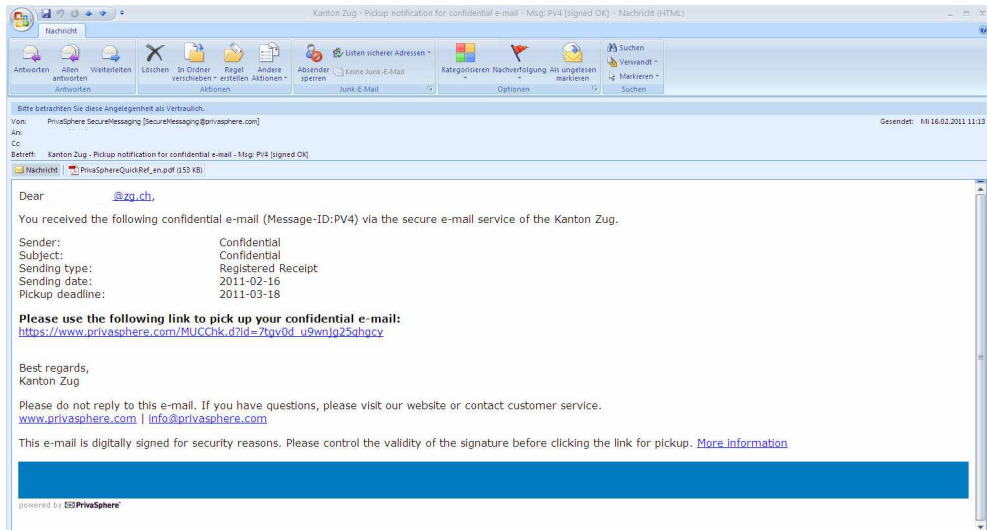 Kanton Zug - Pickup notification for confidential e-mail - Msg: PV4 [signed OK] - Nachricht (HTML)
Nachricht
Antworten Allen antworten Weiterleiten Löschen In Ordner verschieben Regel erstellen Andere Aktionen Absender sperren Listen sicherer Adressen Keine Junk-E-Mail Kategorisieren Nachverfolgung Als ungelesen markieren Suchen Verwandt Markieren
Antworten Aktionen Junk-E-Mail Optionen Suchen
Bitte betrachten Sie diese Angelegenheit als Vertraulich.
Von: PrivaSphere SecureMessaging [SecureMessaging@privasphere.com] Gesendet: Mi 16.02.2011 11:13
An:
Cc:
Betreff: Kanton Zug - Pickup notification for confidential e-mail - Msg: PV4 [signed OK]
Nachricht PrivaSphereQuickRef_en.pdf (153 KB)
Dear @zg.ch,
You received the following confidential e-mail (Message-ID:PV4) via the secure e-mail service of the Kanton Zug.
Sender: Confidential
Subject: Confidential
Sending type: Registered Receipt
Sending date: 2011-02-16
Pickup deadline: 2011-03-18
Please use the following link to pick up your confidential e-mail:
https://www.privasphere.com/MUCChk.d?id=7tgv0d_u9wnjg25qhgcy
Best regards,
Kanton Zug
Please do not reply to this e-mail. If you have questions, please visit our website or contact customer service.
www.privasphere.com | info@privasphere.com
This e-mail is digitally signed for security reasons. Please control the validity of the signature before clicking the link for pickup. More information
powered by PrivaSphere